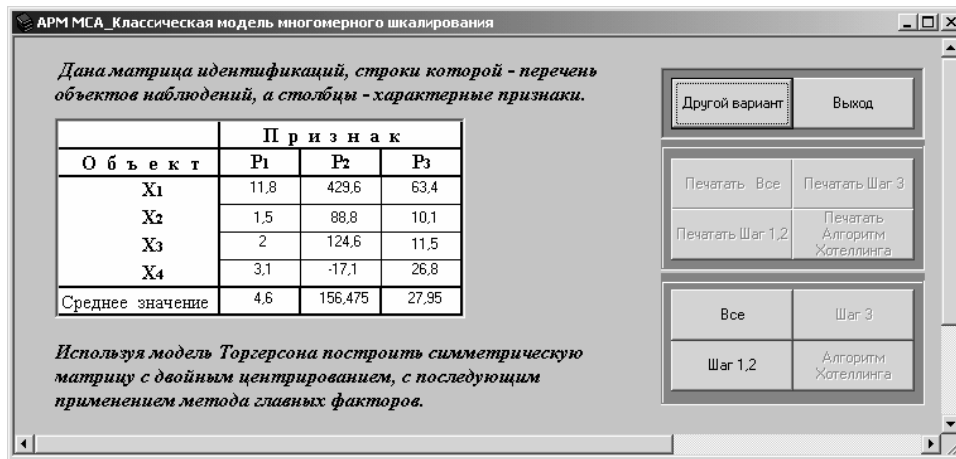 АРМ МСА_Классическая модель многомерного шкалирования
Дана матрица идентификаций, строки которой - перечень
объектов наблюдений, а столбцы - характерные признаки.
Признак
Объект P1 P2 P3
X1 11,8 429,6 63,4
X2 1,5 88,8 10,1
X3 2 124,6 11,5
X4 3,1 -17,1 26,8
Среднее значение 4,6 156,475 27,95
Используя модель Торгерсона построить симметрическую
матрицу с двойным центрированием, с последующим
применением метода главных факторов.
Другой вариант Выход
Печатать Все Печатать Шаг 3
Печатать Шаг 1,2 Печатать
Алгоритм
Хотеллинга
Все Шаг 3
Шаг 1,2 Алгоритм
Хотеллинга